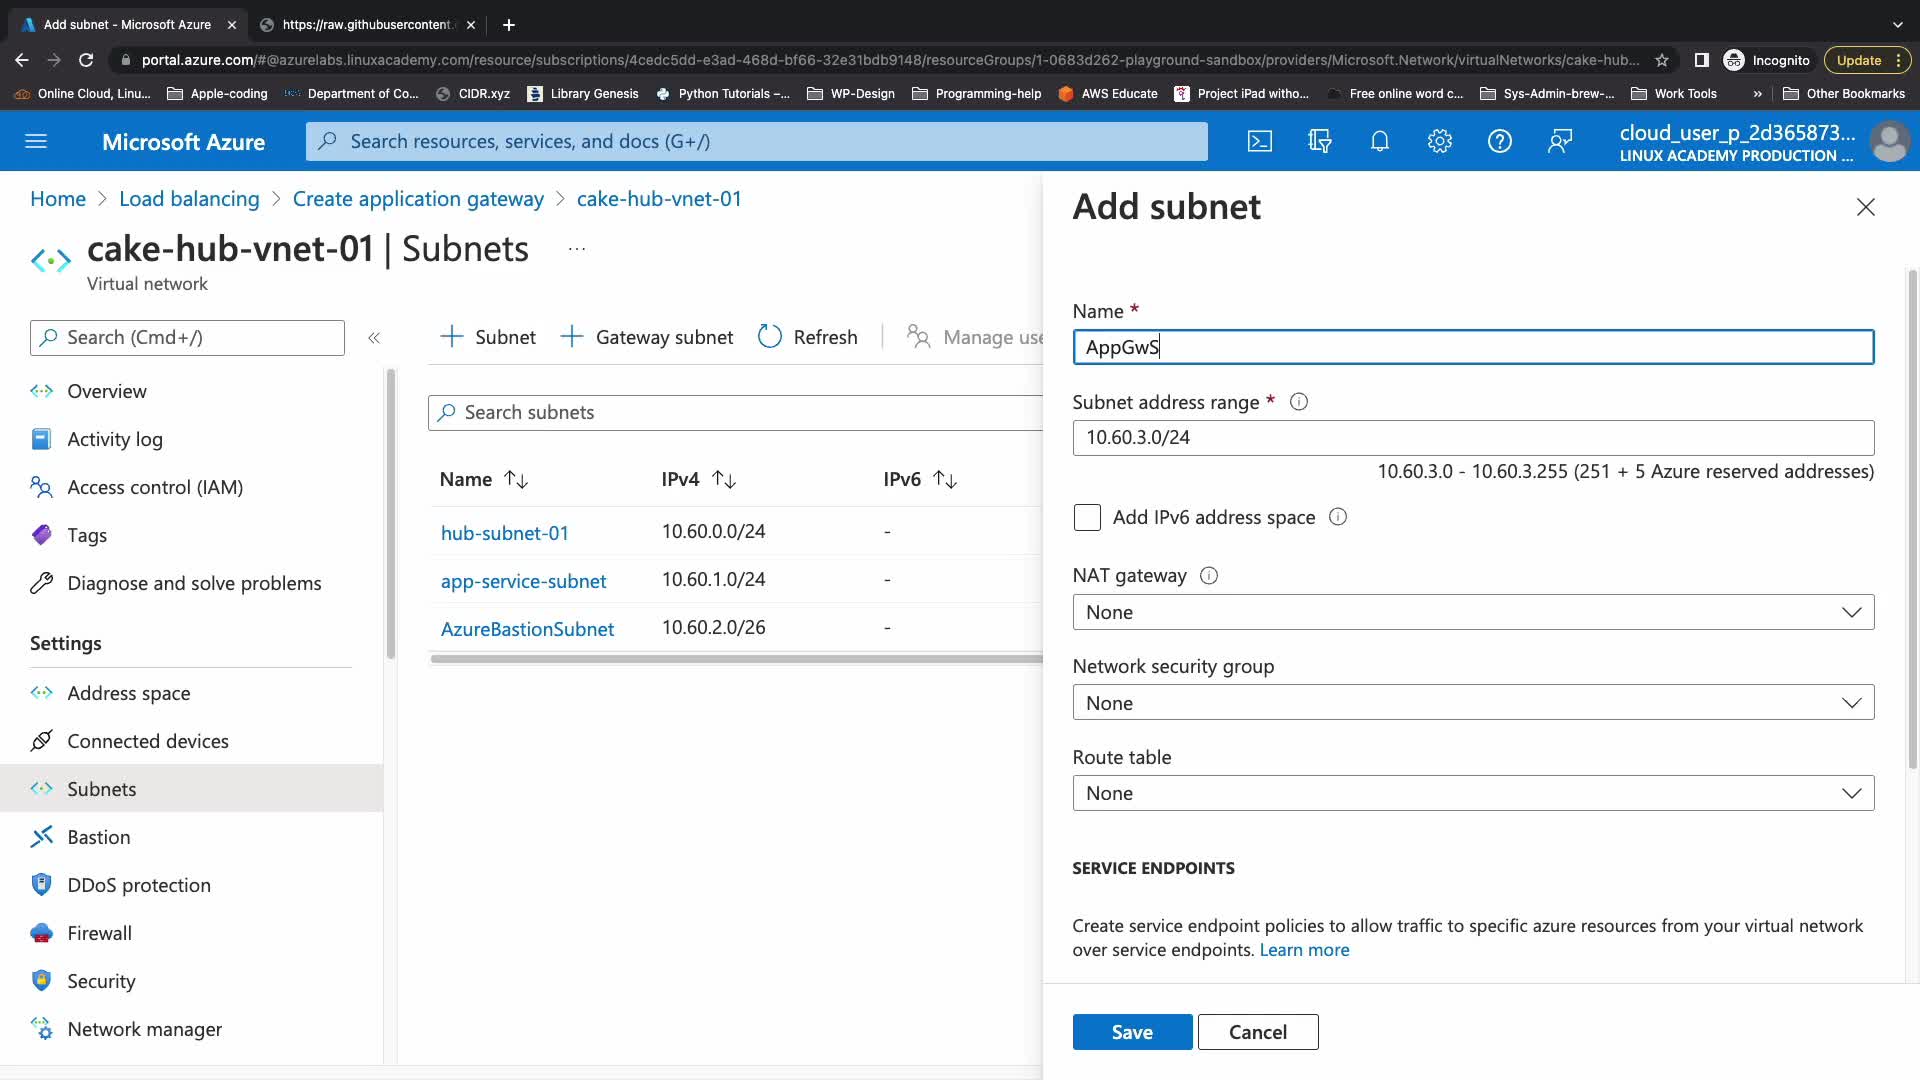 Add subnet - Microsoft Azure
https://raw.githubusercontent.
portal.azure.com/#@azurelabs.linuxacademy.com/resource/subscriptions/4cedc5dd-e3ad-468d-bf66-32e31bdb9148/resourceGroups/1-0683d262-playground-sandbox/providers/Microsoft.Network/virtualNetworks/cake-hub...
Incognito
Update
Online Cloud, Linu...
Apple-coding
Department of Co...
CIDR.xyz
Library Genesis
Python Tutorials –...
WP-Design
Programming-help
AWS Educate
Project iPad witho...
Free online word c...
Sys-Admin-brew-...
Work Tools
»
Other Bookmarks
Microsoft Azure
Search resources, services, and docs (G+/)
cloud_user_p_2d365873...
LINUX ACADEMY PRODUCTION ...
Home > Load balancing > Create application gateway > cake-hub-vnet-01
cake-hub-vnet-01 | Subnets ...
Virtual network
Search (Cmd+/)
«
Overview
Activity log
Access control (IAM)
Tags
Diagnose and solve problems
Settings
Address space
Connected devices
Subnets
Bastion
DDoS protection
Firewall
Security
Network manager
+ Subnet
+ Gateway subnet
Refresh
Manage use
Search subnets
Name ↑↓ IPv4 ↑↓ IPv6 ↑↓
hub-subnet-01 10.60.0.0/24 -
app-service-subnet 10.60.1.0/24 -
AzureBastionSubnet 10.60.2.0/26 -
Add subnet
Name *
AppGwS
Subnet address range *
10.60.3.0/24
10.60.3.0 - 10.60.3.255 (251 + 5 Azure reserved addresses)
Add IPv6 address space
NAT gateway
None
Network security group
None
Route table
None
SERVICE ENDPOINTS
Create service endpoint policies to allow traffic to specific azure resources from your virtual network
over service endpoints. Learn more
Save
Cancel